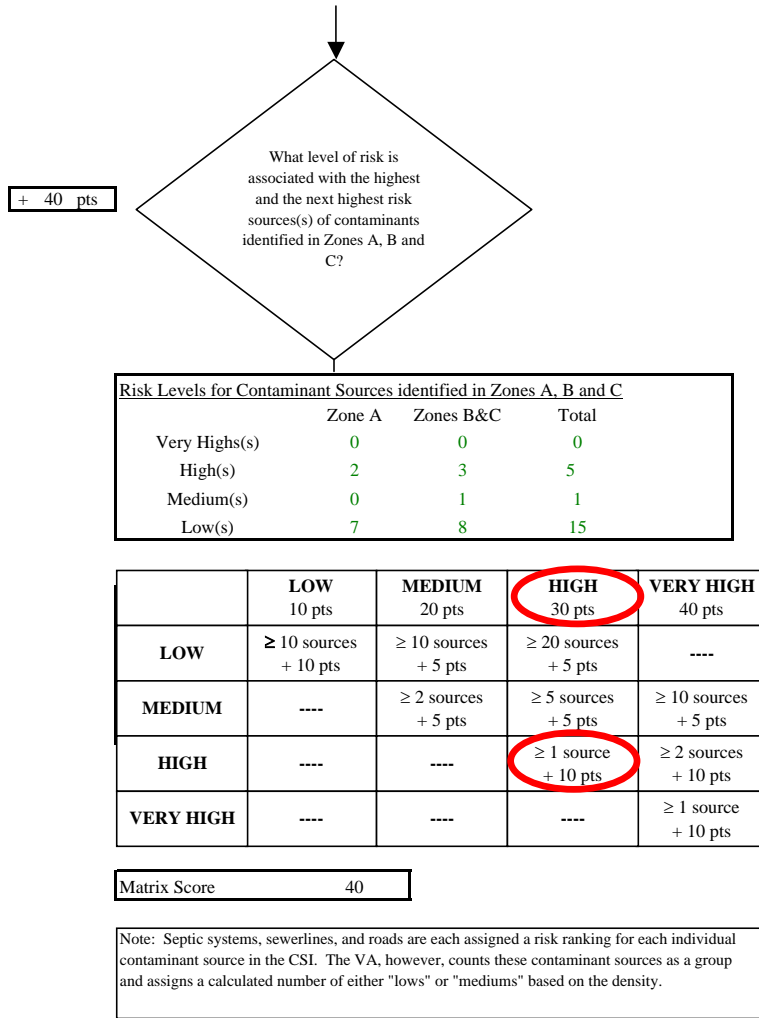 What level of risk is
associated with the highest
and the next highest risk
sources(s) of contaminants
identified in Zones A, B and
C?
+ 40 pts
Risk Levels for Contaminant Sources identified in Zones A, B and C
Zone A Zones B&C Total
Very Highs(s) 0 0 0
High(s) 2 3 5
Medium(s) 0 1 1
Low(s) 7 8 15
LOW MEDIUM HIGH VERY HIGH
10 pts 20 pts 30 pts 40 pts
LOW ≥ 10 sources ≥ 10 sources ≥ 20 sources ----
+ 10 pts + 5 pts + 5 pts
MEDIUM ---- ≥ 2 sources ≥ 5 sources ≥ 10 sources
+ 5 pts + 5 pts + 5 pts
HIGH ---- ---- ≥ 1 source ≥ 2 sources
+ 10 pts + 10 pts
VERY HIGH ---- ---- ---- ≥ 1 source
+ 10 pts
Matrix Score 40
Note: Septic systems, sewerlines, and roads are each assigned a risk ranking for each individual
contaminant source in the CSI. The VA, however, counts these contaminant sources as a group
and assigns a calculated number of either "lows" or "mediums" based on the density.